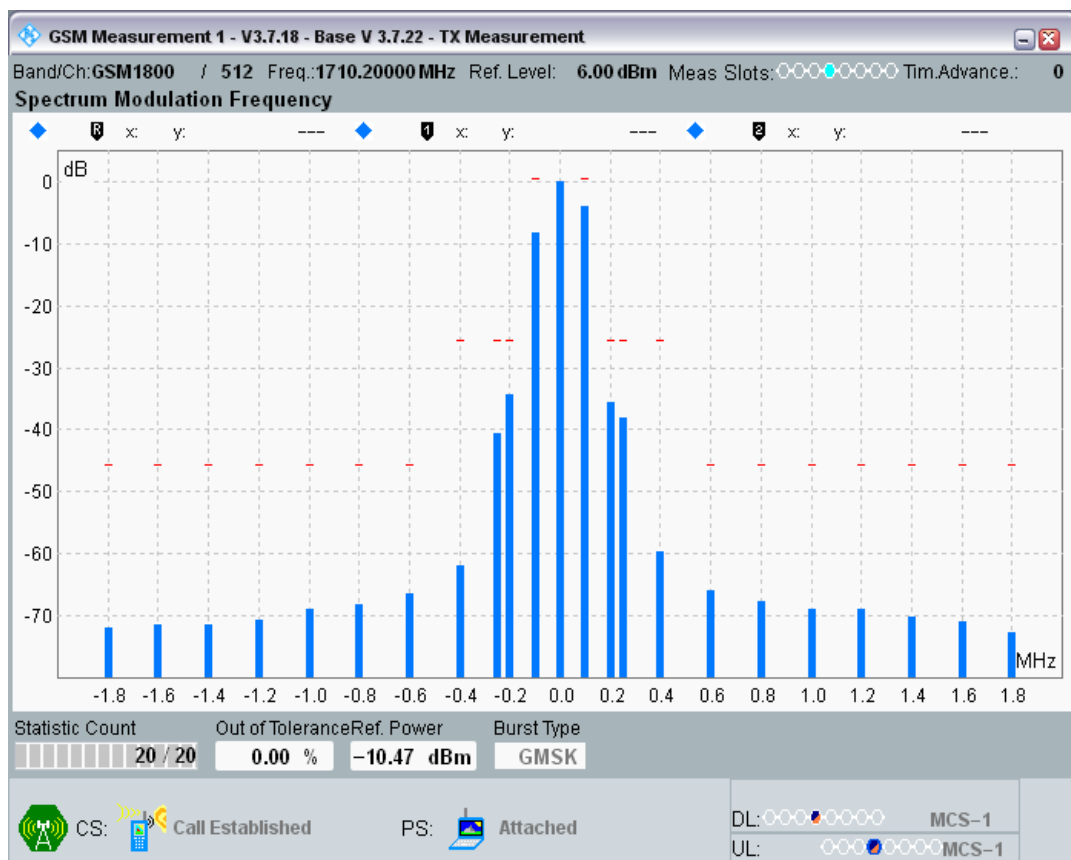 GSM Measurement 1 - V3.7.18 - Base V 3.7.22 - TX Measurement
Band/Ch:GSM1800 / 512 Freq.:1710.20000 MHz Ref. Level: 6.00 dBm Meas Slots: Tim.Advance.: 0
Spectrum Modulation Frequency
R x: y: --- 1 x: y: --- 2 x: y: ---
dB
0
-10
-20
-30
-40
-50
-60
-70
MHz
-1.8 -1.6 -1.4 -1.2 -1.0 -0.8 -0.6 -0.4 -0.2 0.0 0.2 0.4 0.6 0.8 1.0 1.2 1.4 1.6 1.8
Statistic Count Out of Tolerance Ref. Power Burst Type
20 / 20 0.00 % −10.47 dBm GMSK
CS: Call Established PS: Attached DL: MCS−1
UL: MCS−1